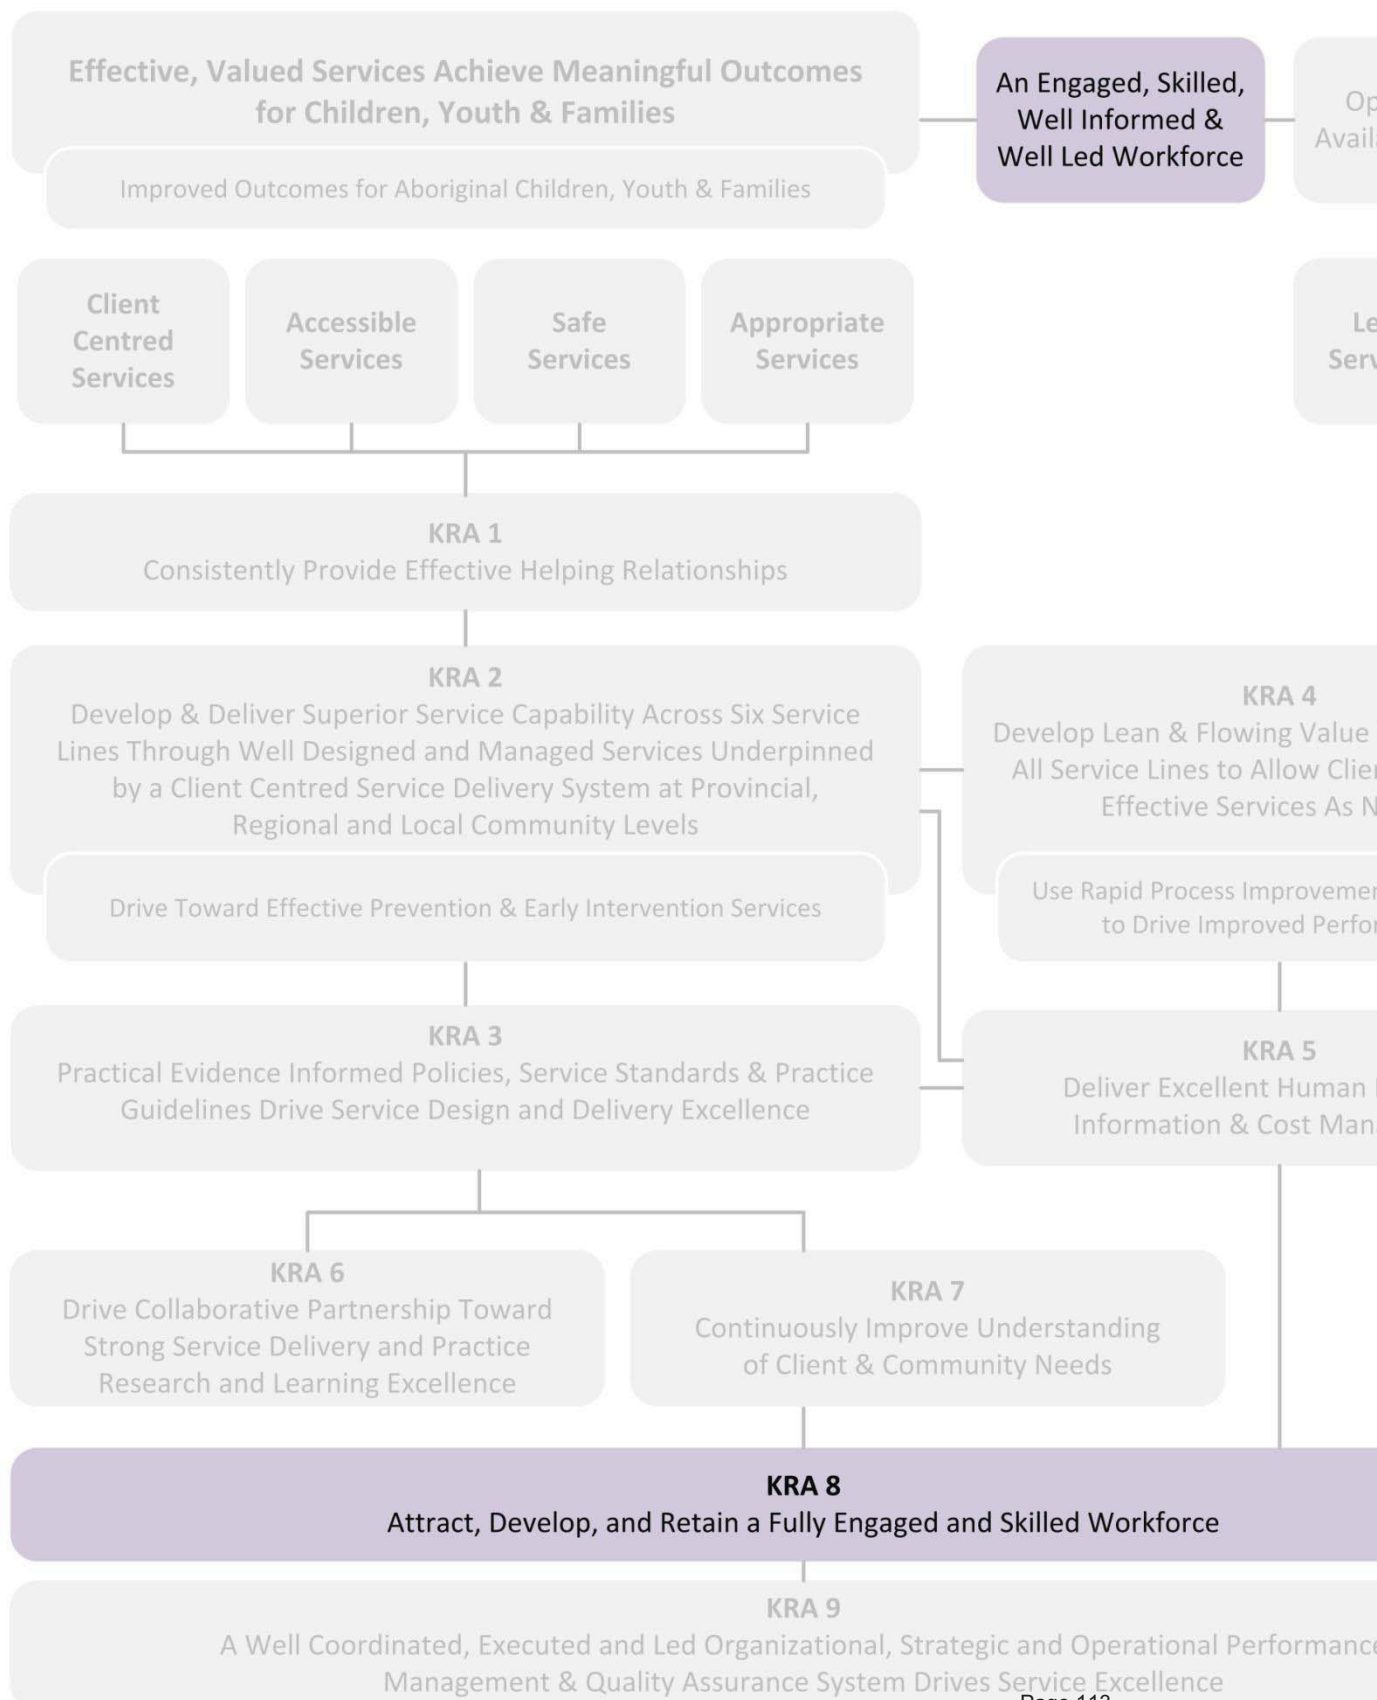 Effective, Valued Services Achieve Meaningful Outcomes
for Children, Youth & Families
Improved Outcomes for Aboriginal Children, Youth & Families
An Engaged, Skilled,
Well Informed &
Well Led Workforce
Client
Centred
Services
Accessible
Services
Safe
Services
Appropriate
Services
KRA 1
Consistently Provide Effective Helping Relationships
KRA 2
Develop & Deliver Superior Service Capability Across Six Service
Lines Through Well Designed and Managed Services Underpinned
by a Client Centred Service Delivery System at Provincial,
Regional and Local Community Levels
Drive Toward Effective Prevention & Early Intervention Services
KRA 4
Develop Lean & Flowing Value
All Service Lines to Allow
Effective Services As
Use Rapid Process
to Drive Improved
KRA 3
Practical Evidence Informed Policies, Service Standards & Practice
Guidelines Drive Service Design and Delivery Excellence
KRA 5
Deliver Excellent Human
Information & Cost
KRA 6
Drive Collaborative Partnership Toward
Strong Service Delivery and Practice
Research and Learning Excellence
KRA 7
Continuously Improve Understanding
of Client & Community Needs
KRA 8
Attract, Develop, and Retain a Fully Engaged and Skilled Workforce
KRA 9
A Well Coordinated, Executed and Led Organizational, Strategic and Operational Performance
Management & Quality Assurance System Drives Service Excellence